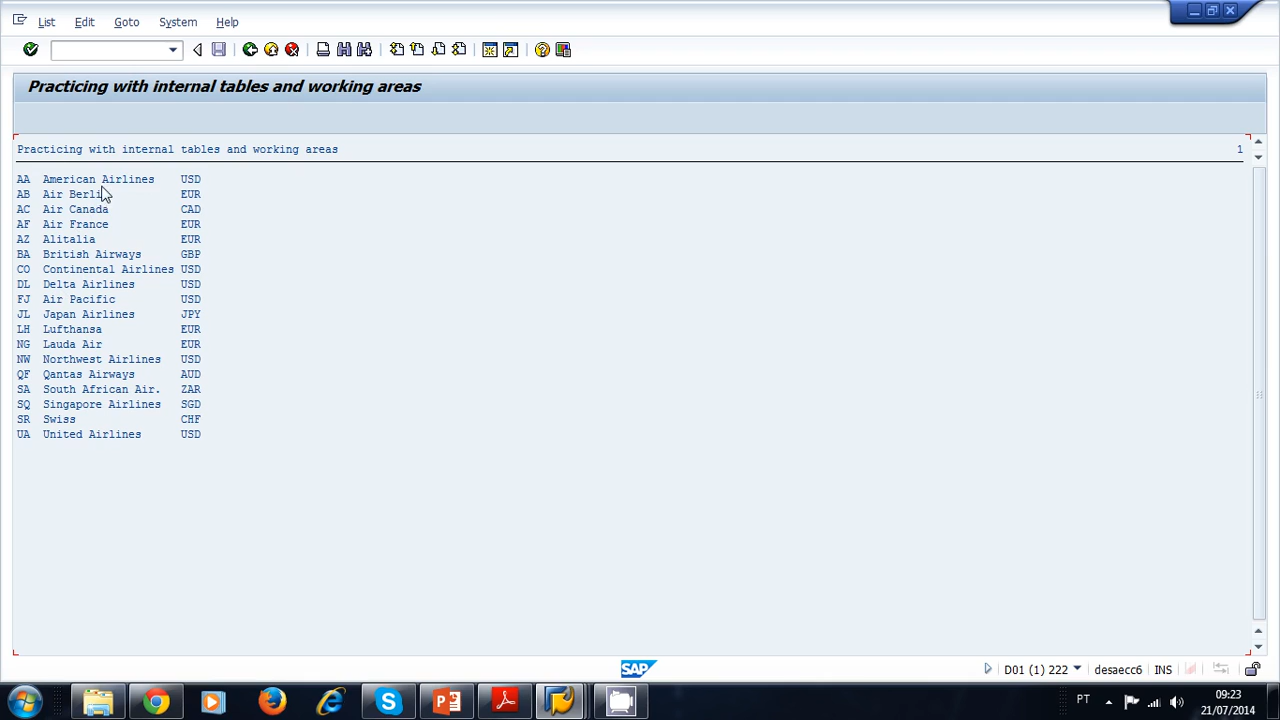 List Edit Goto System Help
Practicing with internal tables and working areas
Practicing with internal tables and working areas 1
AA American Airlines USD
AB Air Berli EUR
AC Air Canada CAD
AF Air France EUR
AZ Alitalia EUR
BA British Airways GBP
CO Continental Airlines USD
DL Delta Airlines USD
FJ Air Pacific USD
JL Japan Airlines JPY
LH Lufthansa EUR
NG Lauda Air EUR
NW Northwest Airlines USD
QF Qantas Airways AUD
SA South African Air. ZAR
SQ Singapore Airlines SGD
SR Swiss CHF
UA United Airlines USD
SAP
D01 (1) 222 desaecc6 INS
PT 09:23
21/07/2014